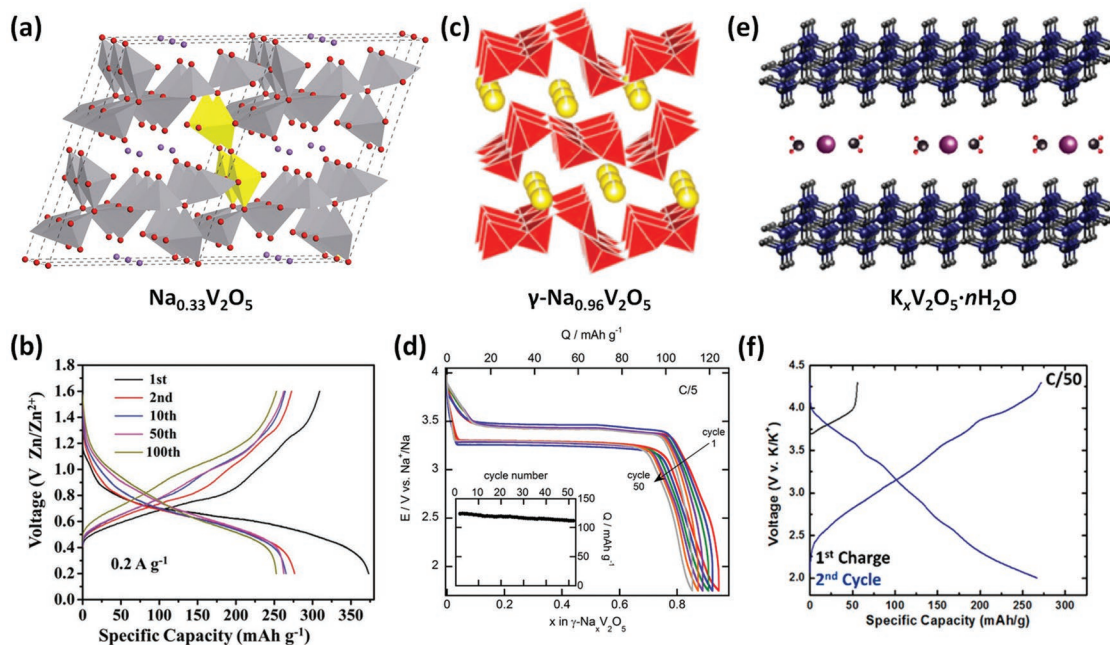 (a)
Na0.33V2O5
(c)
γ-Na0.96V2O5
(e)
KxV2O5·nH2O
(b)
Voltage (V Zn/Zn2+)
1.8
1.6
1.4
1.2
1.0
0.8
0.6
0.4
0.2
0.0
1st
2nd
10th
50th
100th
0.2 A g-1
0 50 100 150 200 250 300 350
Specific Capacity (mAh g-1)
(d)
Q / mAh g-1
0 20 40 60 80 100 120
E / V vs. Na+/Na
4
3.5
3
2.5
2
C/5
cycle
1
cycle
50
cycle number
0 10 20 30 40 50
150
100
50
0
Q / mAh g-1
0 0.2 0.4 0.6 0.8 1
x in γ-NaxV2O5
(f)
C/50
Voltage (V v. K/K+)
4.5
4.0
3.5
3.0
2.5
2.0
1st Charge
2nd Cycle
0 50 100 150 200 250 300
Specific Capacity (mAh/g)